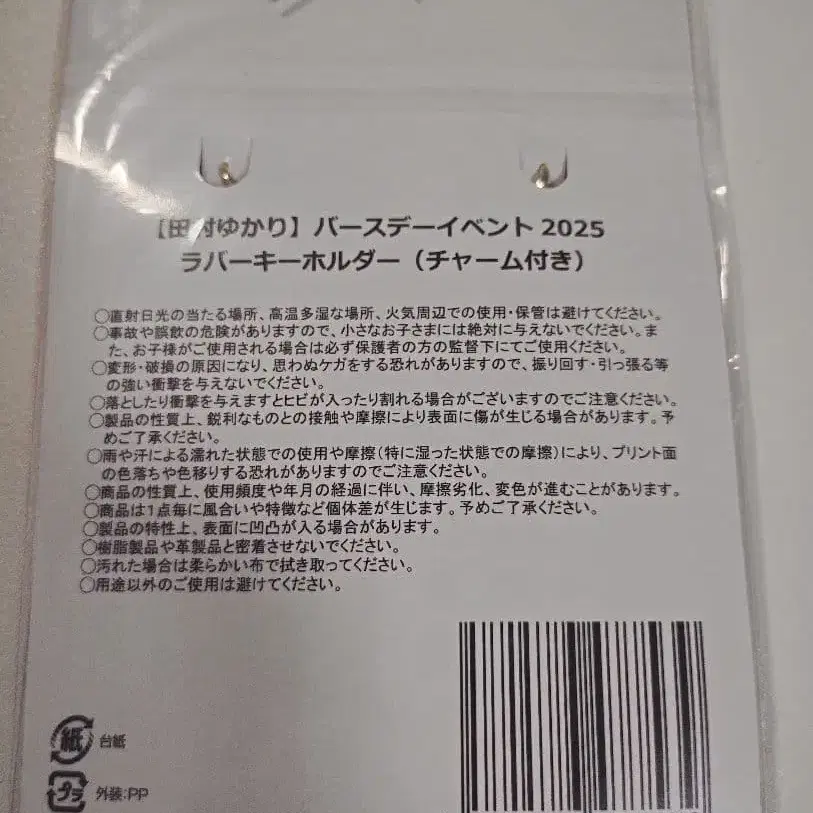 【田村ゆかり】バースデーイベント 2025
ラバーキーホルダー（チャーム付き）
○直射日光の当たる場所、高温多湿な場所、火気周辺での使用・保管は避けてください。
○事故や誤飲の危険がありますので、小さなお子さまには絶対に与えないでください。ま
た、お子様がご使用される場合は必ず保護者の方の監督下にてご使用ください。
○変形・破損の原因になり、思わぬケガをする恐れがありますので、振り回す・引っ張る等
の強い衝撃を与えないでください。
○落としたり衝撃を与えますとヒビが入ったり割れる場合がございますのでご注意ください。
○製品の性質上、鋭利なものとの接触や摩擦により表面に傷が生じる場合があります。予
めご了承ください。
○雨や汗による濡れた状態での使用や摩擦（特に湿った状態での摩擦）により、プリント面
の色落ちや色移りする恐れがありますのでご注意ください。
○商品の性質上、使用頻度や年月の経過に伴い、摩擦劣化、変色が進むことがあります。
○商品は1点毎に風合いや特徴など個体差が生じます。予めご了承ください。
○製品の特性上、表面に凹凸が入る場合があります。
○樹脂製品や革製品と密着させないでください。
○汚れた場合は柔らかい布で拭き取ってください。
○用途以外のご使用は避けてください。
紙 台紙
プラ 外装:PP